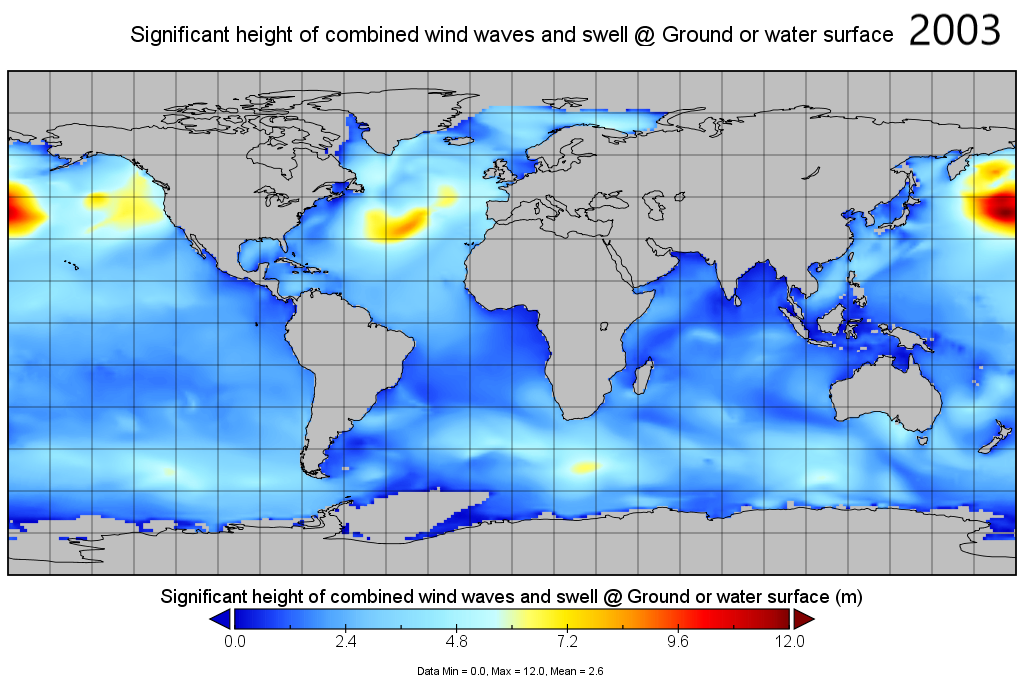 Significant height of combined wind waves and swell @ Ground or water surface 2003
Significant height of combined wind waves and swell @ Ground or water surface (m)
0.0 2.4 4.8 7.2 9.6 12.0
Data Min = 0.0, Max = 12.0, Mean = 2.6